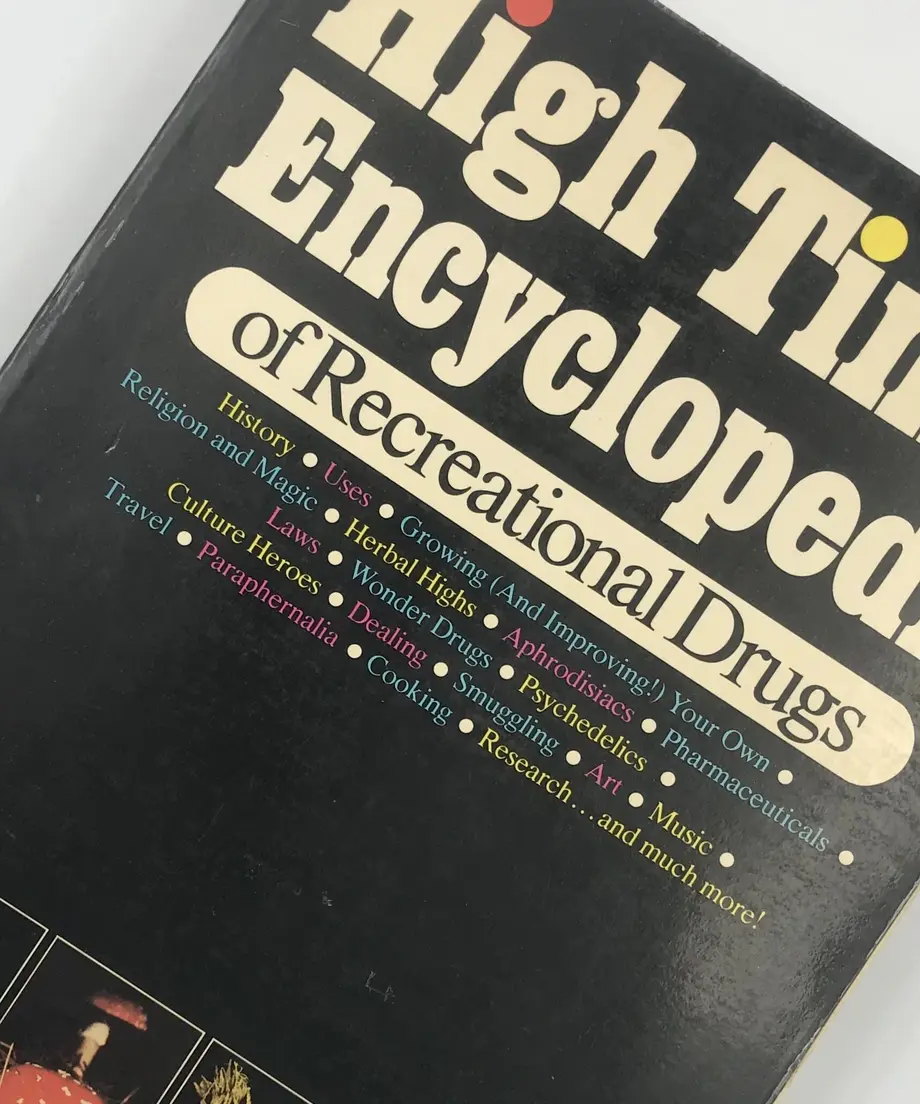 High Tim
Encycloped
of Recreational Drugs
History • Uses • Growing (And Improving!) Your Own •
Religion and Magic • Herbal Highs • Aphrodisiacs • Pharmaceuticals •
Laws • Wonder Drugs • Psychedelics •
Culture Heroes • Dealing • Smuggling • Art • Music •
Travel • Paraphernalia • Cooking • Research...and much more!